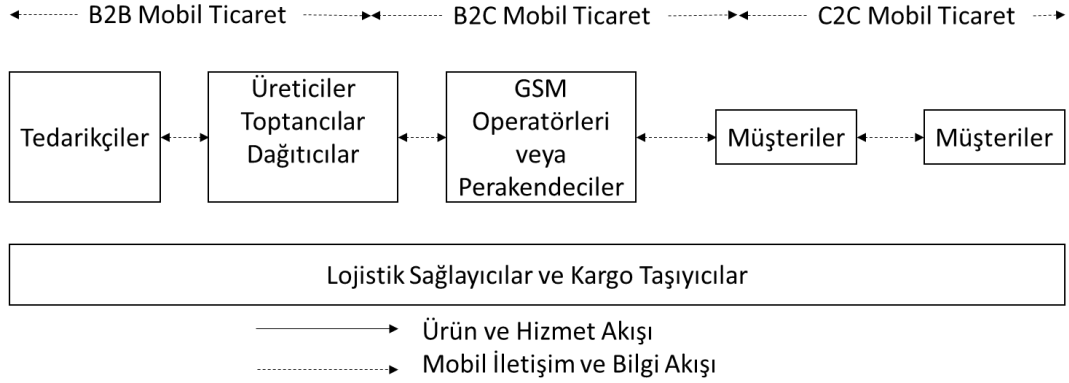 B2B Mobil Ticaret B2C Mobil Ticaret C2C Mobil Ticaret
Tedarikçiler
Üreticiler
Toptancılar
Dağıtıcılar
GSM
Operatörleri
veya
Perakendeciler
Müşteriler
Müşteriler
Lojistik Sağlayıcılar ve Kargo Taşıyıcılar
Ürün ve Hizmet Akışı
Mobil İletişim ve Bilgi Akışı